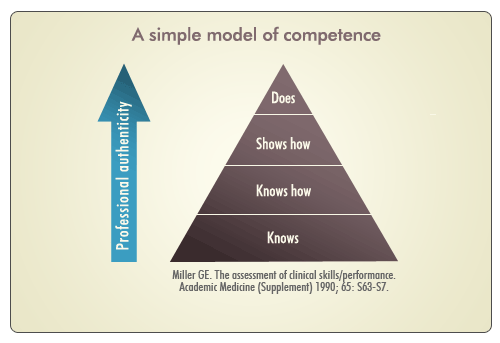 A simple model of competence
Professional authenticity
Does
Shows how
Knows how
Knows
Miller GE. The assessment of clinical skills/performance.
Academic Medicine (Supplement) 1990; 65: S63-S7.